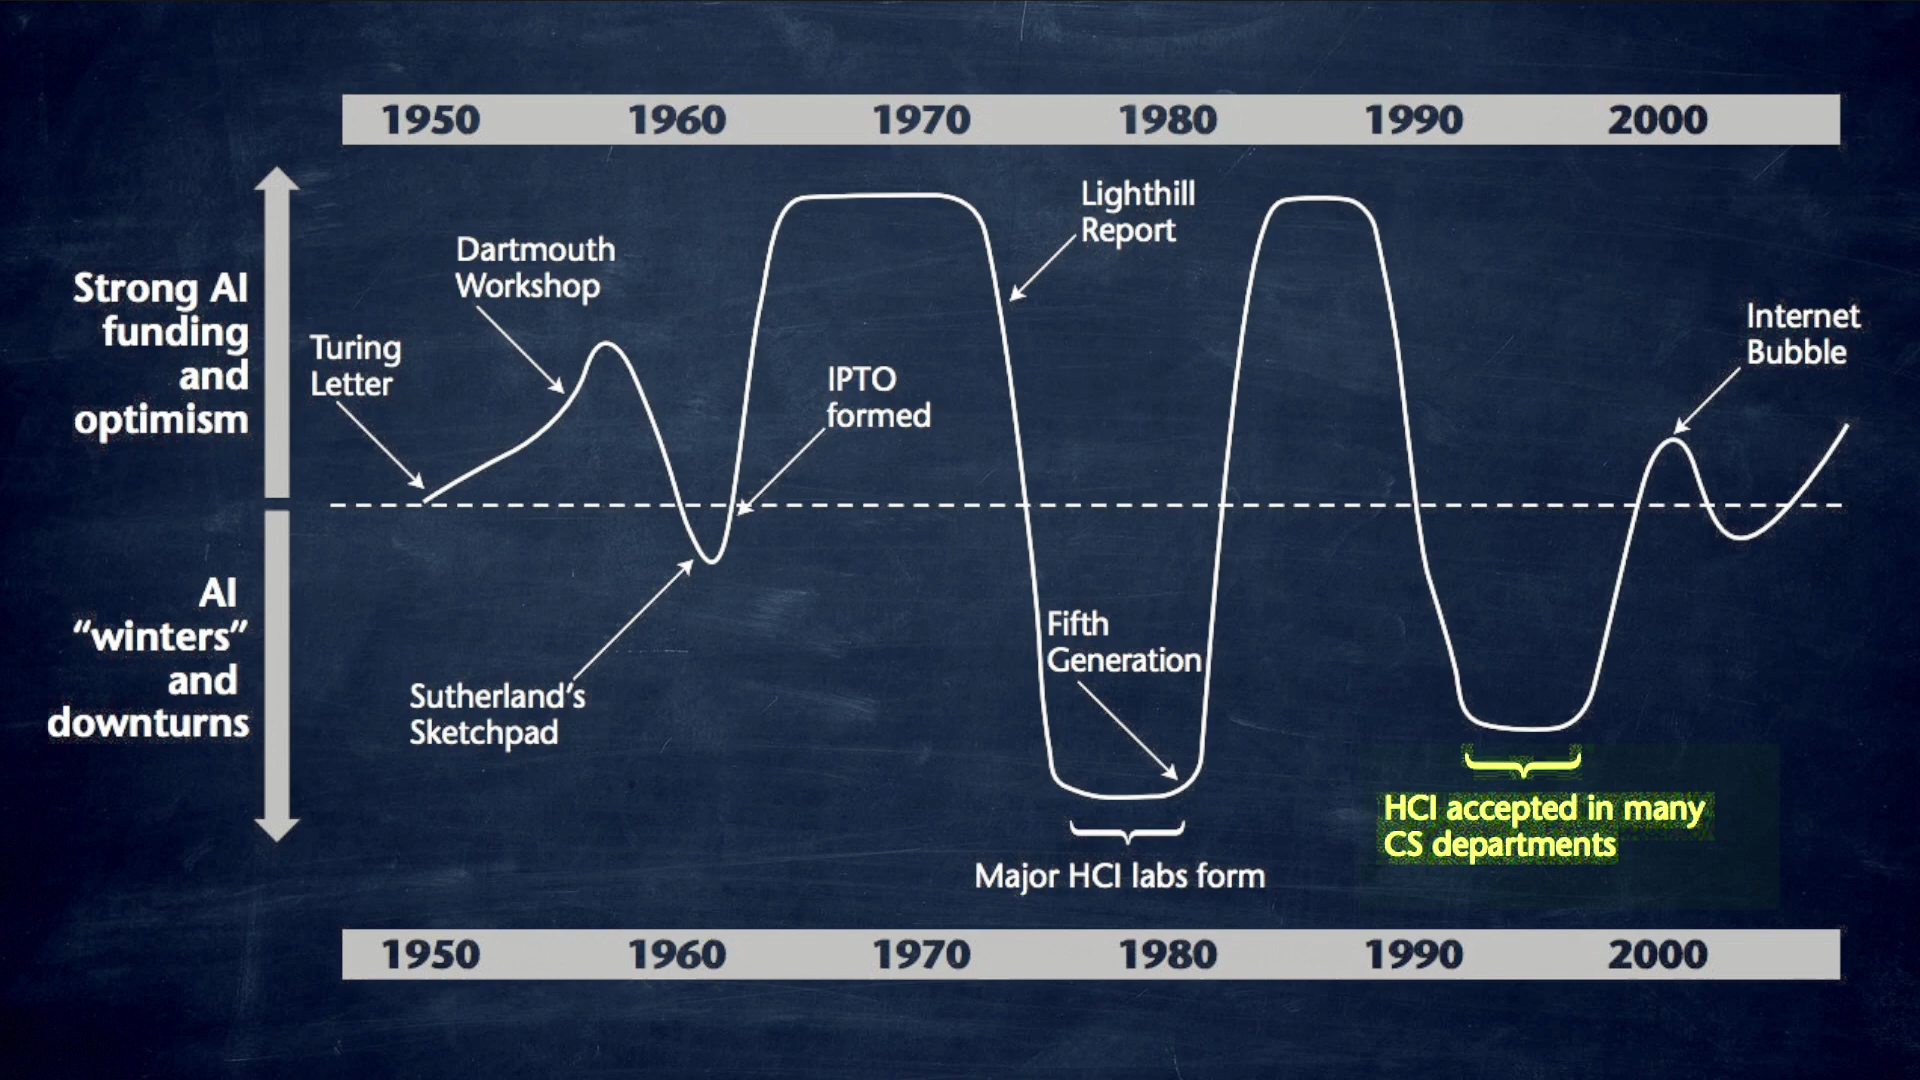 1950 1960 1970 1980 1990 2000
Strong AI
funding
and
optimism
AI
“winters”
and
downturns
Turing
Letter
Dartmouth
Workshop
Sutherland’s
Sketchpad
IPTO
formed
Lighthill
Report
Fifth
Generation
Major HCI labs form
HCI accepted in many
CS departments
Internet
Bubble
1950 1960 1970 1980 1990 2000